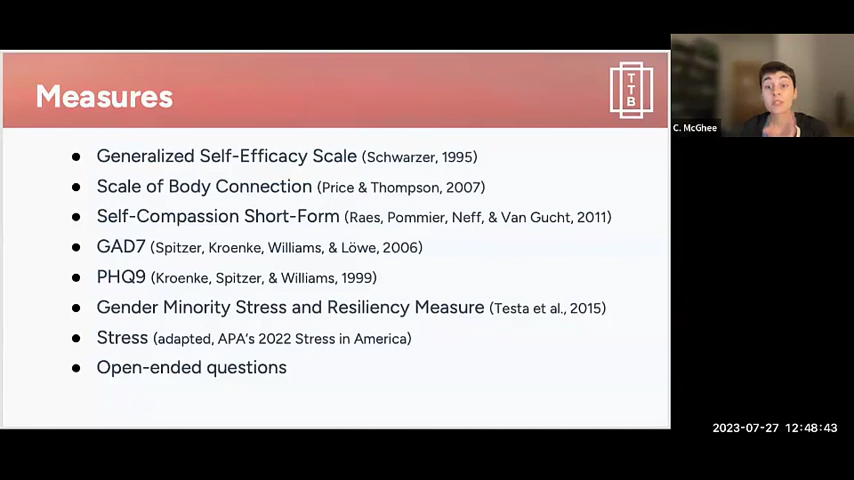 Measures
TTB
● Generalized Self-Efficacy Scale (Schwarzer, 1995)
● Scale of Body Connection (Price & Thompson, 2007)
● Self-Compassion Short-Form (Raes, Pommier, Neff, & Van Gucht, 2011)
● GAD7 (Spitzer, Kroenke, Williams, & Löwe, 2006)
● PHQ9 (Kroenke, Spitzer, & Williams, 1999)
● Gender Minority Stress and Resiliency Measure (Testa et al., 2015)
● Stress (adapted, APA's 2022 Stress in America)
● Open-ended questions
C. McGhee
2023-07-27 12:48:43